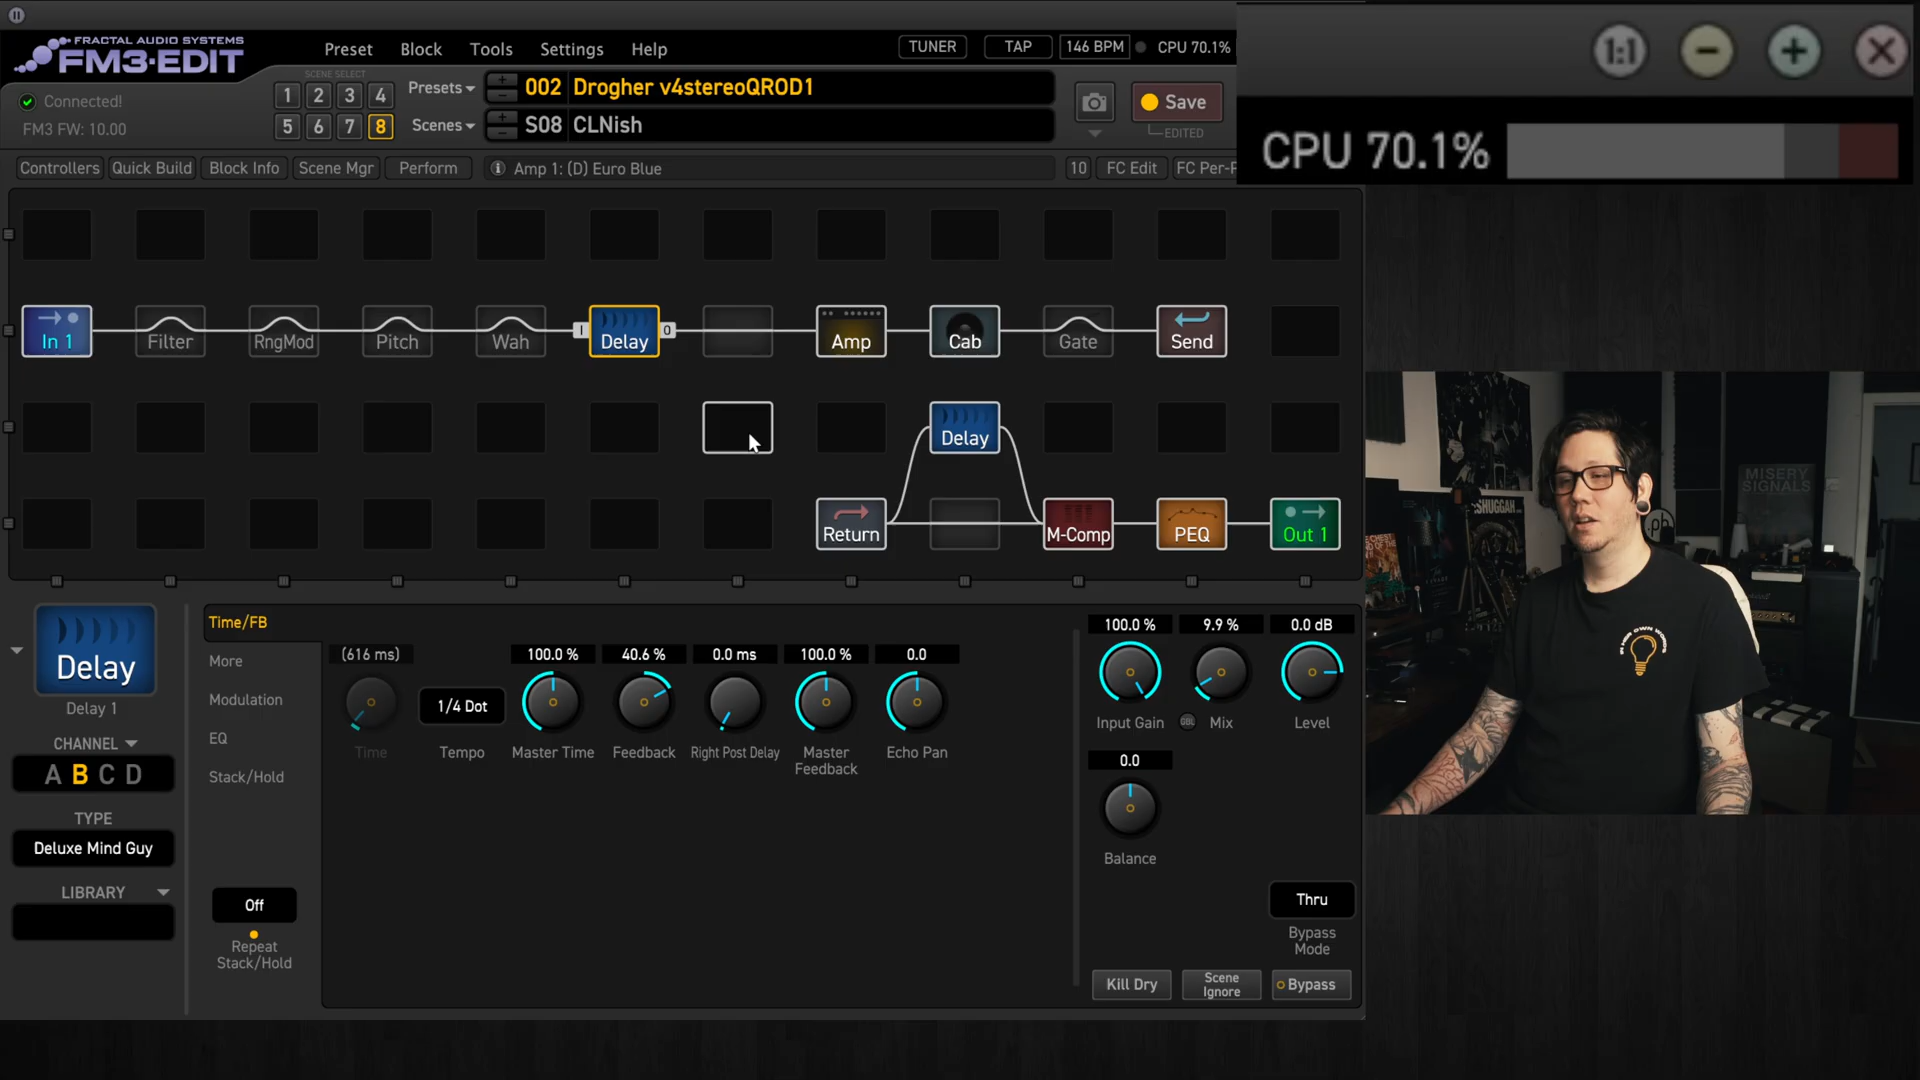 FRACTAL AUDIO SYSTEMS
FM3-EDIT
Preset Block Tools Settings Help
TUNER TAP 146 BPM CPU 70.1%
1:1
CPU 70.1%
Connected!
FM3 FW: 10.00
SCENE SELECT
1 2 3 4
5 6 7 8
Presets 002 Drogher v4stereoQROD1
Scenes S08 CLNish
Save
EDITED
Controllers Quick Build Block Info Scene Mgr Perform Amp 1: (D) Euro Blue 10 FC Edit FC Per-P
In 1 Filter RngMod Pitch Wah I Delay O Amp Cab Gate Send
Delay
Return M-Comp PEQ Out 1
MISERY SIGNALS
Delay
Delay 1
CHANNEL
A B C D
TYPE
Deluxe Mind Guy
LIBRARY
Time/FB
More
Modulation
EQ
Stack/Hold
Off
Repeat
Stack/Hold
(616 ms) 100.0 % 40.6 % 0.0 ms 100.0 % 0.0
1/4 Dot
Time Tempo Master Time Feedback Right Post Delay Master Feedback Echo Pan
100.0 % 9.9 % 0.0 dB
Input Gain GBL Mix Level
0.0
Balance
Thru
Bypass
Mode
Kill Dry Scene Ignore Bypass